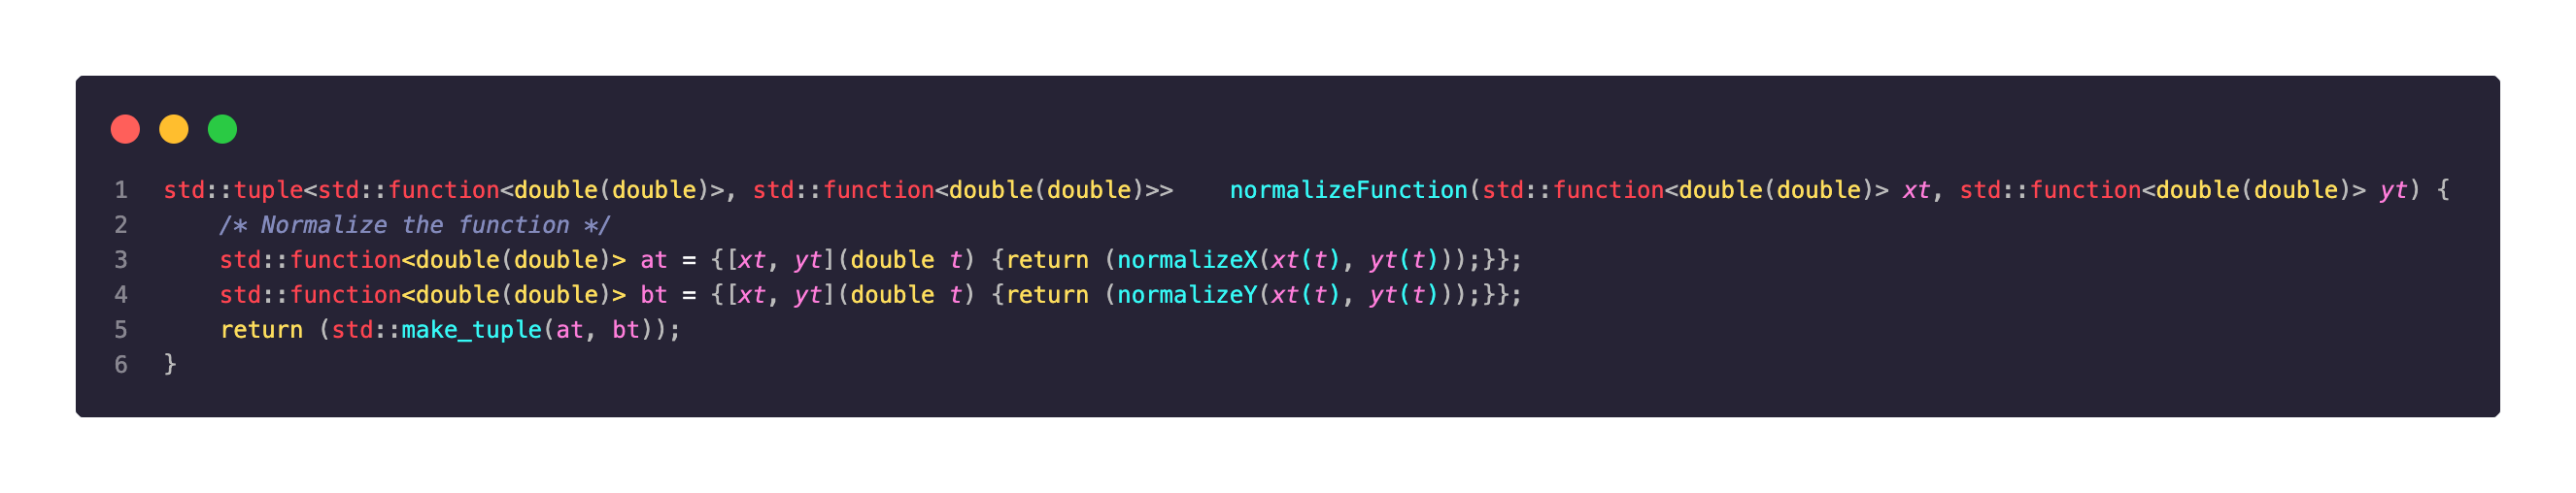 1 std::tuple<std::function<double(double)>, std::function<double(double)>>    normalizeFunction(std::function<double(double)> xt, std::function<double(double)> yt) {
2     /* Normalize the function */
3     std::function<double(double)> at = {[xt, yt](double t) {return (normalizeX(xt(t), yt(t)));}};
4     std::function<double(double)> bt = {[xt, yt](double t) {return (normalizeY(xt(t), yt(t)));}};
5     return (std::make_tuple(at, bt));
6 }